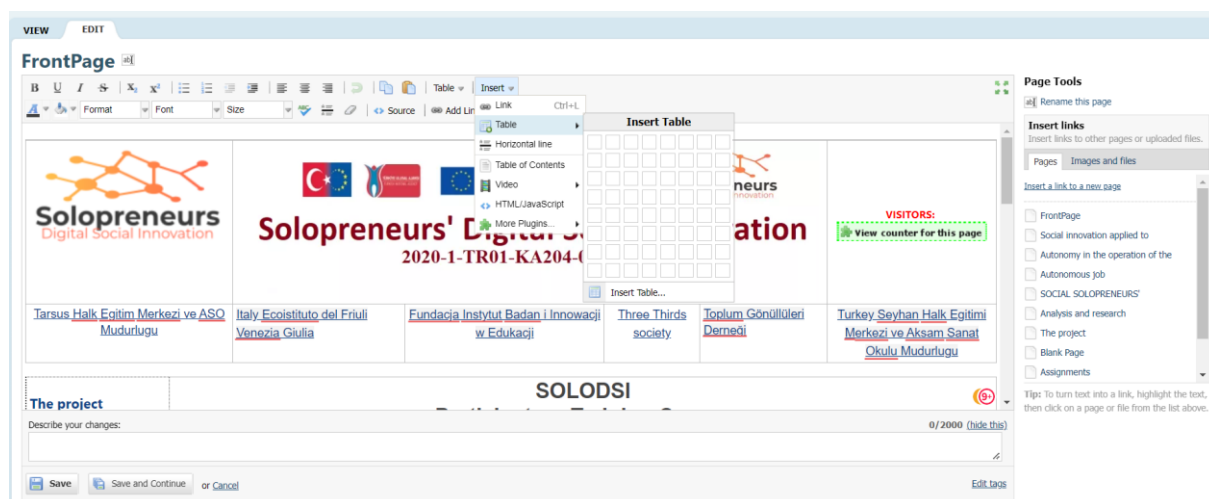 VIEW EDIT
FrontPage
B U I S X₂ X² Table Insert
A Format Font Size Source Add Lin
Link Ctrl+L
Table
Horizontal line
Table of Contents
Video
HTML/JavaScript
More Plugins...
Insert Table
Insert Table...
Page Tools
Rename this page
Insert links
Insert links to other pages or uploaded files.
Pages Images and files
Insert a link to a new page
FrontPage
Social innovation applied to
Autonomy in the operation of the
Autonomous job
SOCIAL SOLOPRENEURS'
Analysis and research
The project
Blank Page
Assignments
Tip: To turn text into a link, highlight the text,
then click on a page or file from the list above.
Solopreneurs
Digital Social Innovation
neurs
Solopreneurs' Digital S ation
2020-1-TR01-KA204-
VISITORS:
View counter for this page
Tarsus Halk Egitim Merkezi ve ASO
Mudurlugu
Italy Ecoistituto del Friuli
Venezia Giulia
Fundacja Instytut Badan i Innowacji
w Edukacji
Three Thirds
society
Toplum Gönüllüleri
Derneği
Turkey Seyhan Halk Egitimi
Merkezi ve Aksam Sanat
Okulu Mudurlugu
The project
SOLODSI
9+
Describe your changes:
0/2000 (hide this)
Save Save and Continue or Cancel
Edit tags